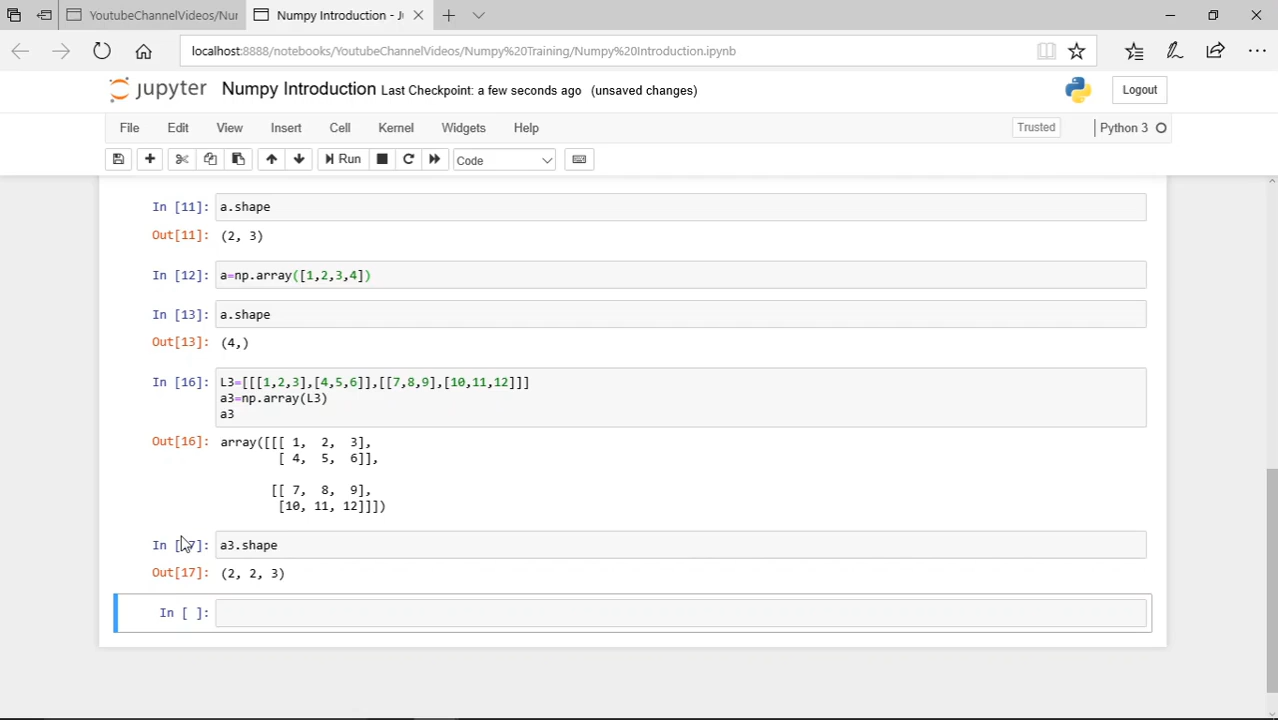 YoutubeChannelVideos/Nur
Numpy Introduction - J
localhost:8888/notebooks/YoutubeChannelVideos/Numpy%20Training/Numpy%20Introduction.ipynb
jupyter Numpy Introduction Last Checkpoint: a few seconds ago (unsaved changes)
Logout
File Edit View Insert Cell Kernel Widgets Help
Trusted
Python 3
Run
Code
In [11]: a.shape
Out[11]: (2, 3)
In [12]: a=np.array([1,2,3,4])
In [13]: a.shape
Out[13]: (4,)
In [16]: L3=[[[1,2,3],[4,5,6]],[[7,8,9],[10,11,12]]]
a3=np.array(L3)
a3
Out[16]: array([[[ 1, 2, 3],
[ 4, 5, 6]],
[[ 7, 8, 9],
[10, 11, 12]]])
In [ 7]: a3.shape
Out[17]: (2, 2, 3)
In [ ]: